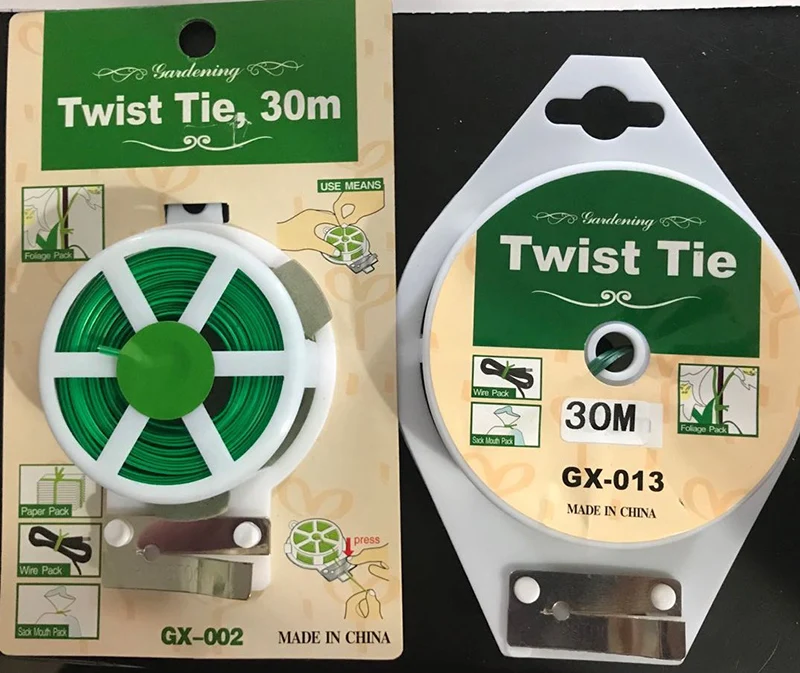 Gardening
Twist Tie, 30m
USE MEANS
Foliage Pack
Paper Pack
Wire Pack
Sack Mouth Pack
press
GX-002
MADE IN CHINA
Gardening
Twist Tie
Wire Pack
Sack Mouth Pack
30M
Foliage Pack
GX-013
MADE IN CHINA